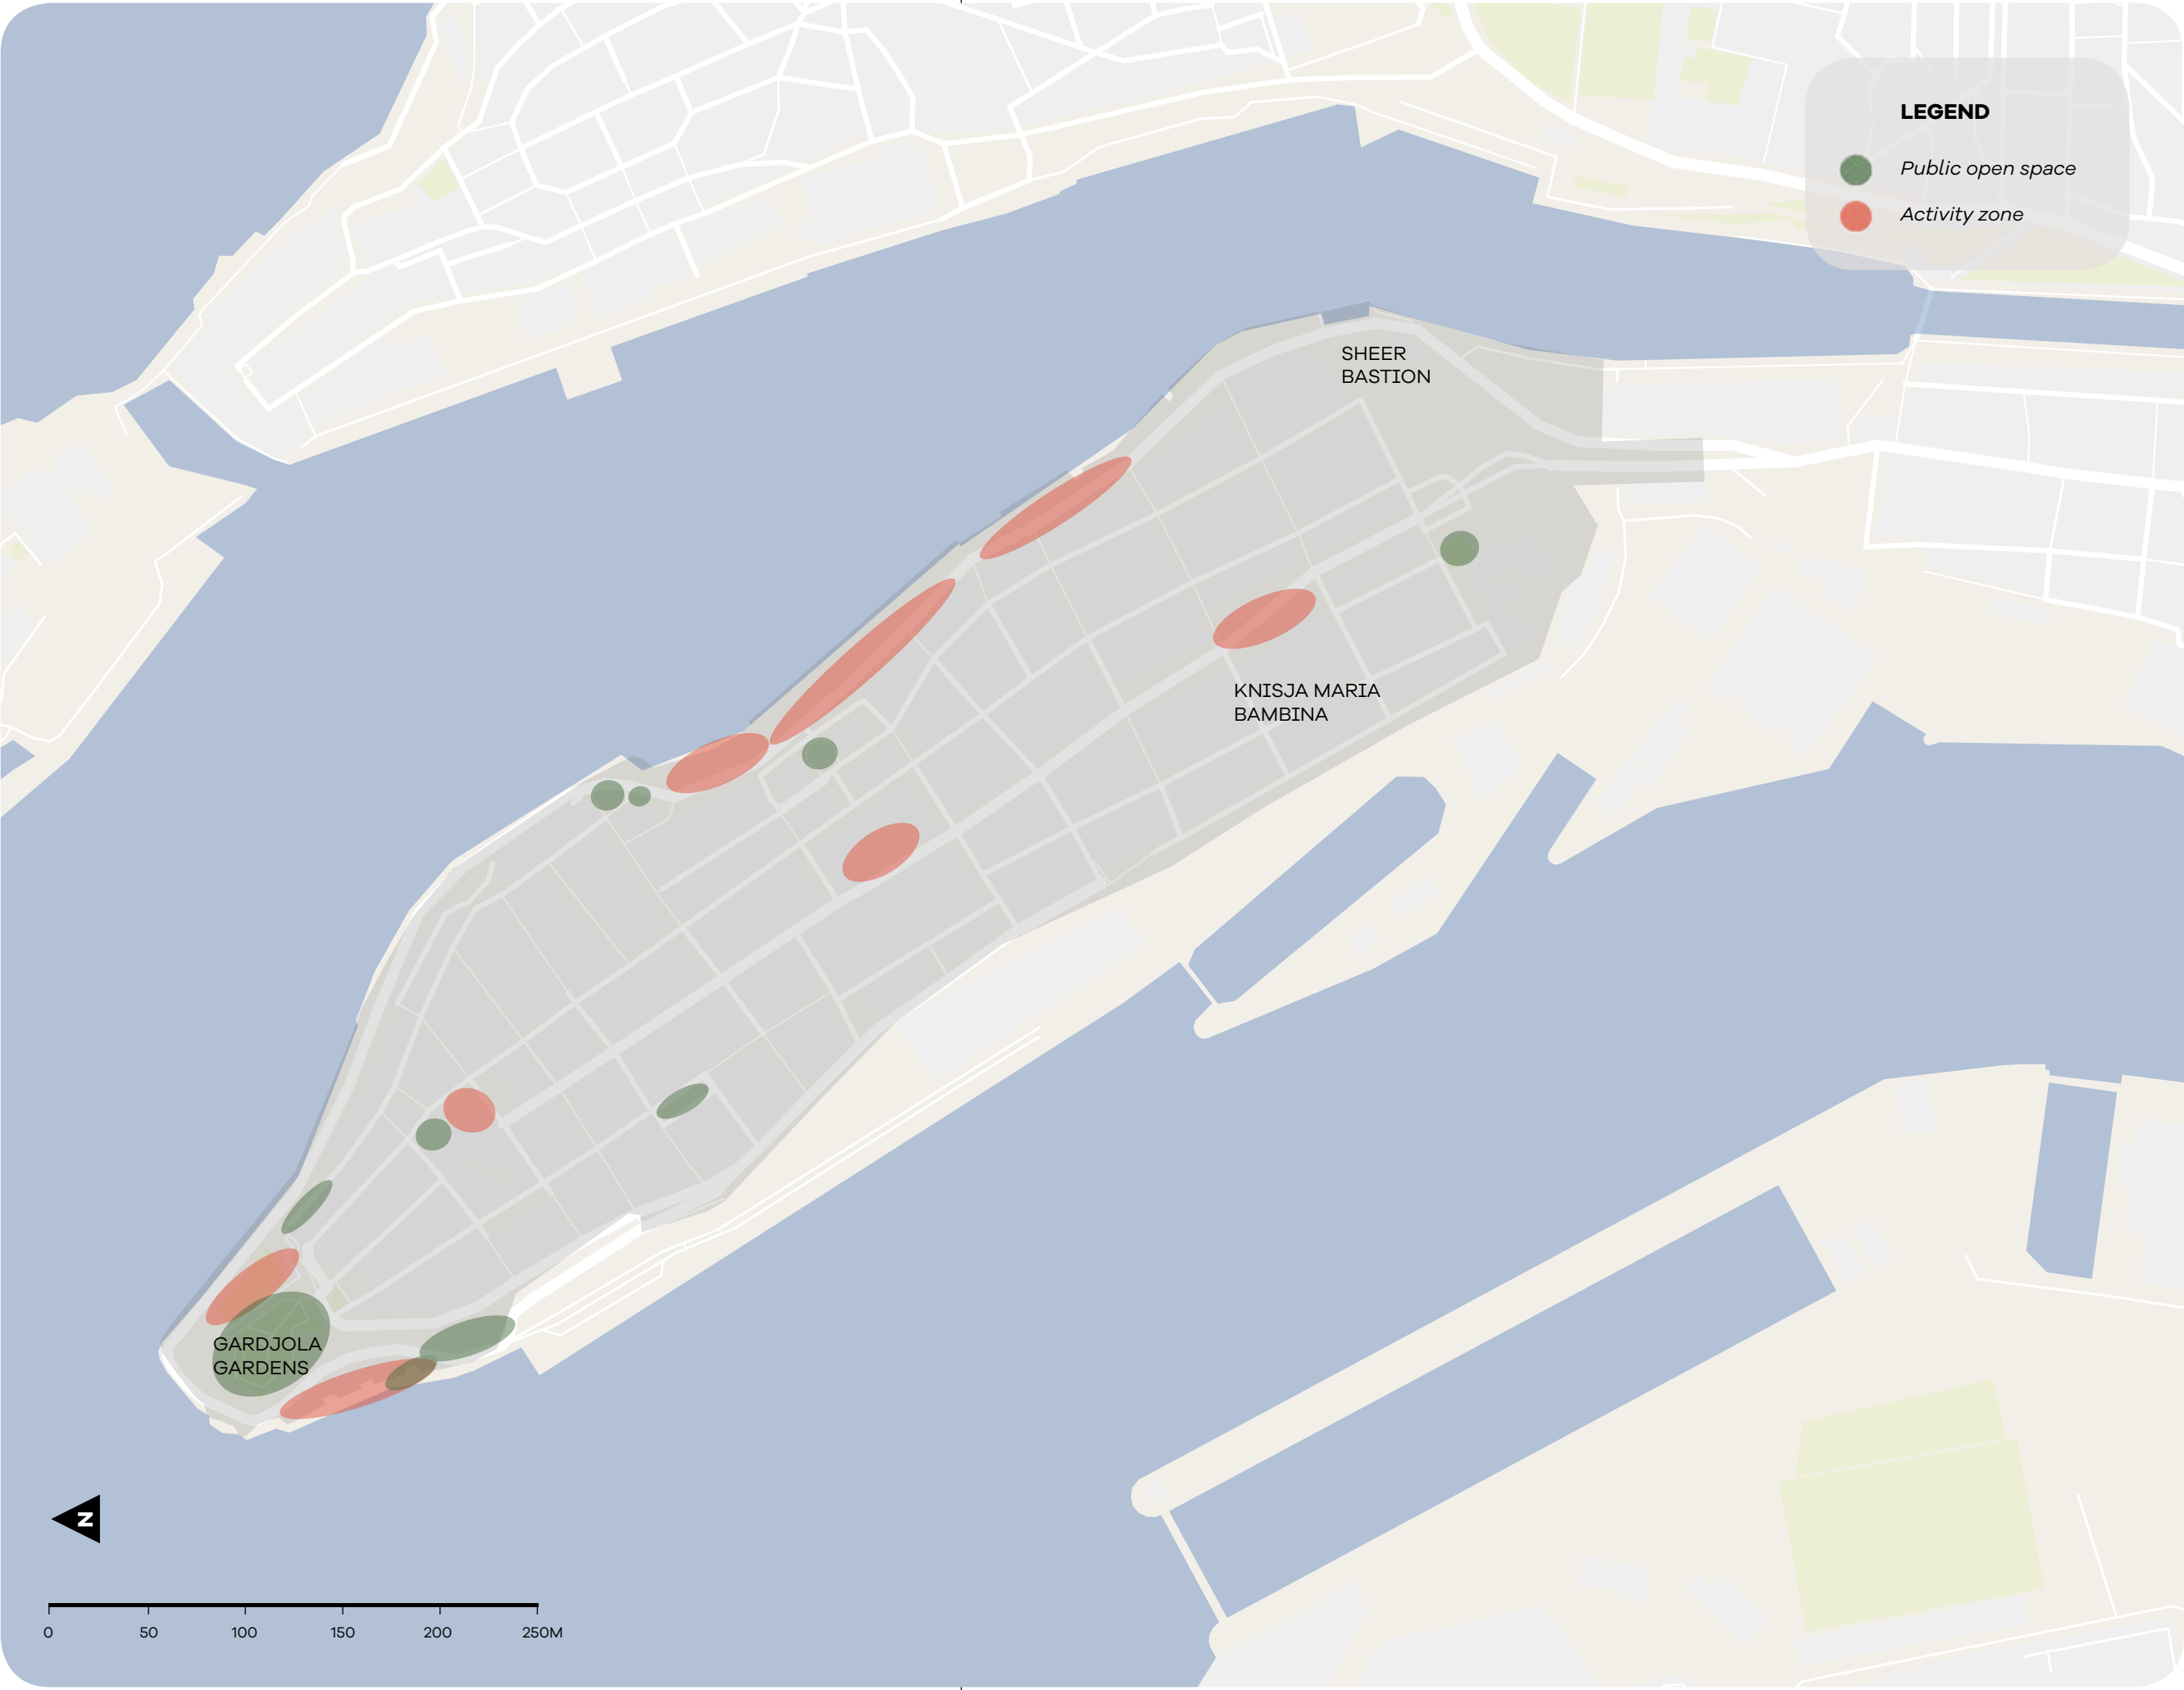 LEGEND
Public open space
Activity zone
SHEER
BASTION
KNISJA MARIA
BAMBINA
GARDJOLA
GARDENS
N
0 50 100 150 200 250M